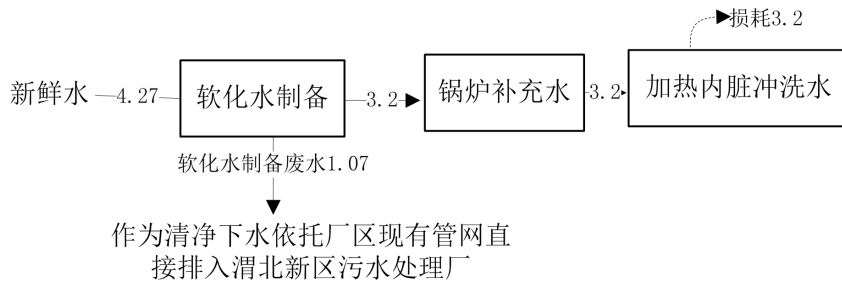 损耗3.2
新鲜水
4.27
软化水制备
3.2
锅炉补充水
3.2
加热内脏冲洗水
软化水制备废水1.07
作为清净下水依托厂区现有管网直
接排入渭北新区污水处理厂